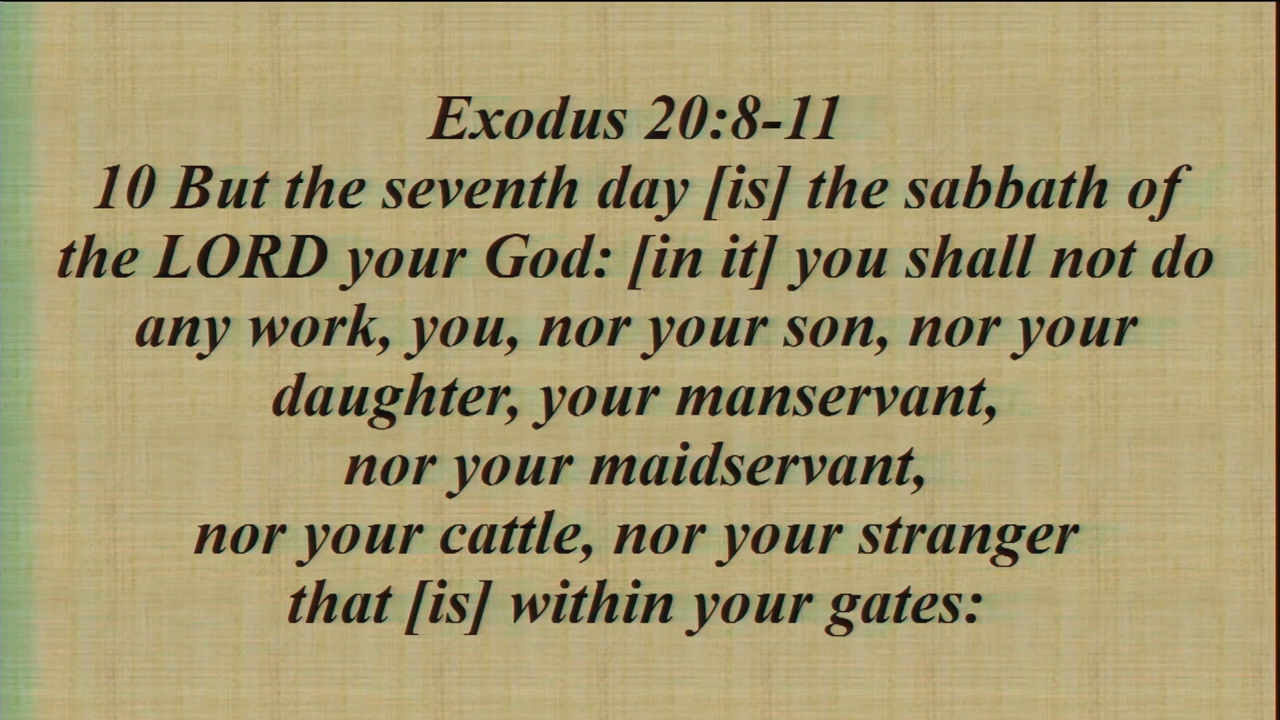 Exodus 20:8-11
10 But the seventh day [is] the sabbath of
the LORD your God: [in it] you shall not do
any work, you, nor your son, nor your
daughter, your manservant,
nor your maidservant,
nor your cattle, nor your stranger
that [is] within your gates: